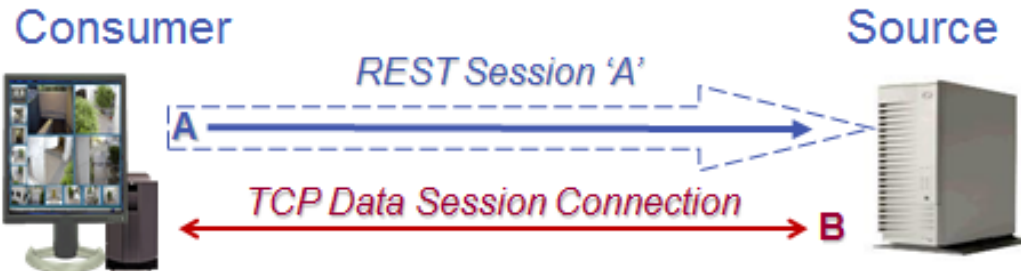 Consumer
Source
REST Session ‘A’
A
TCP Data Session Connection
B